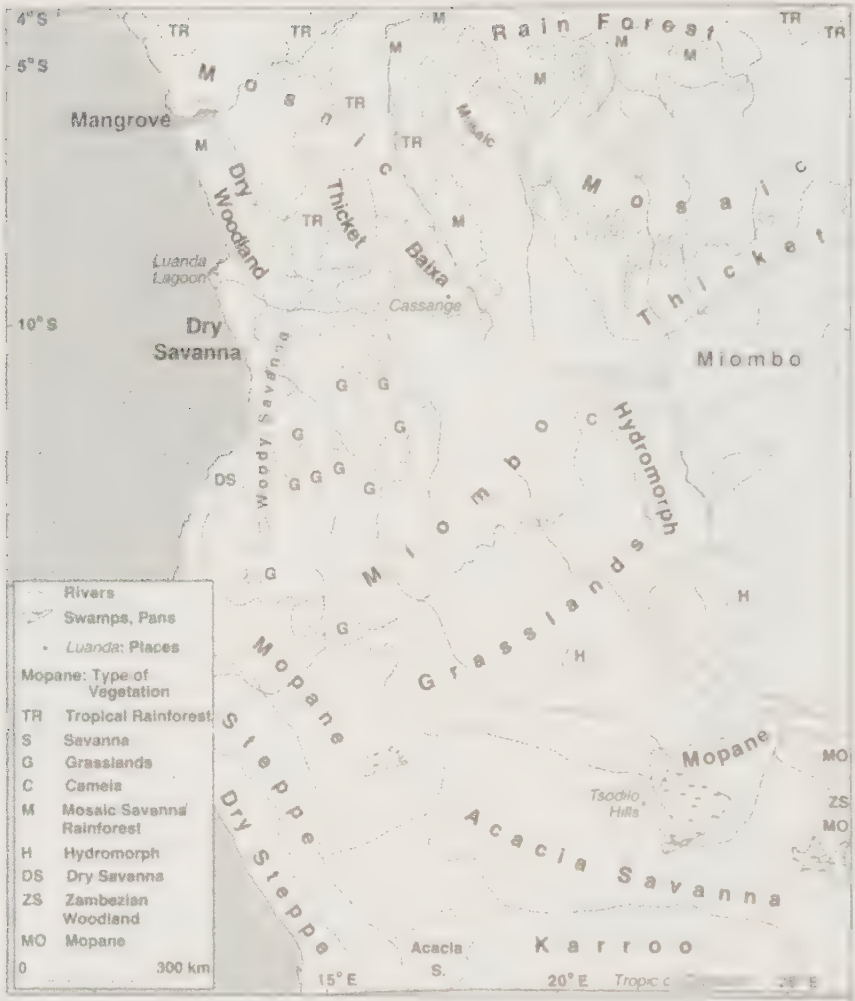 4°S
TR
TR
M
Rain Forest
M
M
M
M
TR
TR
5°S
Mosaic
TR
Mangrove
M
TR
Mosaic
Mosaic
Dry
Woodland
Thicket
TR
M
Baixa
Thicket
Luanda
Lagoon
Cassange
10°S
Dry
Savanna
Woody Savanna
Miombo
G
G
G
G
G
G
G
G
DS
Miombo
C
Hydromorph
G
G
Grasslands
H
H
Rivers
Swamps, Pans
Luanda: Places
Mopane: Type of
Vegetation
TR Tropical Rainforest
S Savanna
G Grasslands
C Cameia
M Mosaic Savanna/
Rainforest
H Hydromorph
DS Dry Savanna
ZS Zambezian
Woodland
MO Mopane
0 300 km
Mopane
Steppe
Dry Steppe
Mopane
MO
ZS
MO
Tsodilo
Hills
Acacia Savanna
Acacia
S.
Karroo
15°E
20°E
Tropic